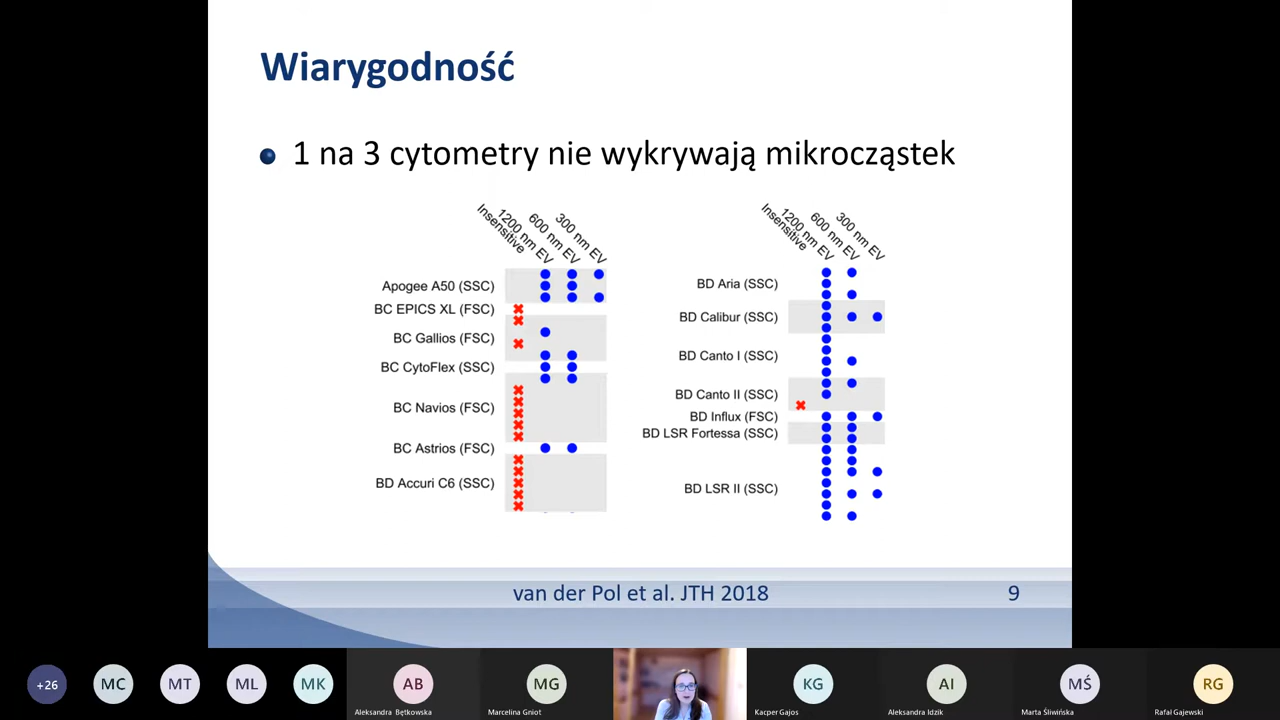 Wiarygodność
1 na 3 cytometry nie wykrywają mikrocząstek
Insensitive
1200 nm EV
600 nm EV
300 nm EV
Apogee A50 (SSC)
BC EPICS XL (FSC)
BC Gallios (FSC)
BC CytoFlex (SSC)
BC Navios (FSC)
BC Astrios (FSC)
BD Accuri C6 (SSC)
Insensitive
1200 nm EV
600 nm EV
300 nm EV
BD Aria (SSC)
BD Calibur (SSC)
BD Canto I (SSC)
BD Canto II (SSC)
BD Influx (FSC)
BD LSR Fortessa (SSC)
BD LSR II (SSC)
van der Pol et al. JTH 2018
9
+26
MC
MT
ML
MK
AB
Aleksandra Bętkowska
MG
Marcelina Gniot
KG
Kacper Gajos
AI
Aleksandra Idzik
MŚ
Marta Śliwińska
RG
Rafał Gajewski